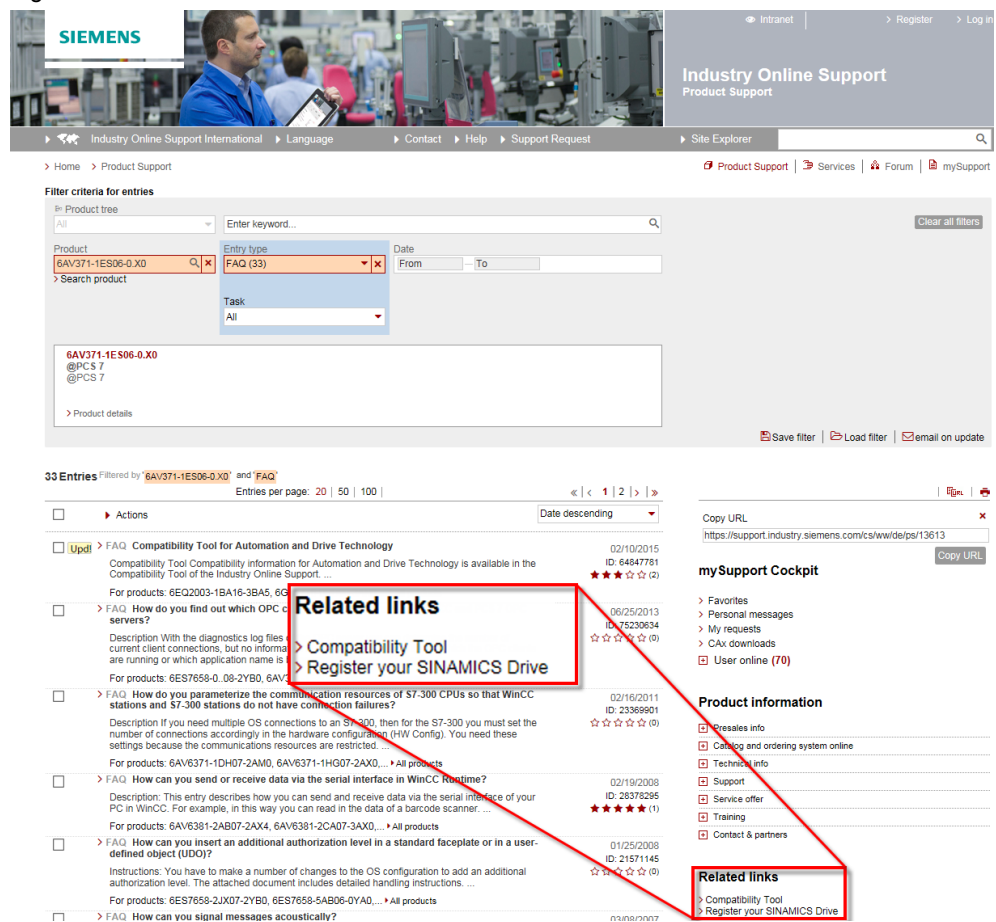 SIEMENS
Intranet
> Register > Log in
Industry Online Support
Product Support
Industry Online Support International Language Contact Help Support Request Site Explorer
> Home > Product Support
Product Support | Services | Forum | mySupport
Filter criteria for entries
Product tree
All Enter keyword...
Clear all filters
Product Entry type Date
6AV371-1ES06-0.X0 FAQ (33) From — To
> Search product
Task
All
6AV371-1ES06-0.X0
@PCS 7
@PCS 7
> Product details
Save filter | Load filter | email on update
33 Entries Filtered by "6AV371-1ES06-0.X0" and "FAQ"
Entries per page: 20 | 50 | 100 | « | < 1 | 2 | > | »
Actions Date descending
Upd!
> FAQ Compatibility Tool for Automation and Drive Technology
02/10/2015
Compatibility Tool Compatibility information for Automation and Drive Technology is available in the
ID: 64847781
Compatibility Tool of the Industry Online Support. ...
(2)
For products: 6EQ2003-1BA16-3BA5,
> FAQ How do you find out which OPC
servers?
06/25/2013
ID: 75230634
(0)
Description With the diagnostics log files
current client connections, but no
are running or which application name is
For products: 6ES7658-0..08-2YB0,
Related links
> Compatibility Tool
> Register your SINAMICS Drive
> FAQ How do you parameterize the communication resources of S7-300 CPUs so that WinCC
stations and S7-300 stations do not have connection failures?
02/16/2011
ID: 23369901
(0)
Description If you need multiple OS connections to an S7-300, then for the S7-300 you must set the
number of connections accordingly in the hardware configuration (HW Config). You need these
settings because the communications resources are restricted. ...
For products: 6AV6371-1DH07-2AM0, 6AV6371-1HG07-2AX0,... All products
> FAQ How can you send or receive data via the serial interface in WinCC Runtime?
02/19/2008
ID: 28378295
(1)
Description: This entry describes how you can send and receive data via the serial interface of your
PC in WinCC. For example, in this way you can read in the data of a barcode scanner. ...
For products: 6AV6381-2AB07-2AX4, 6AV6381-2CA07-3AX0,... All products
> FAQ How can you insert an additional authorization level in a standard faceplate or in a user-
defined object (UDO)?
01/25/2008
ID: 21571145
(0)
Instructions: You have to make a number of changes to the OS configuration to add an additional
authorization level. The attached document includes detailed handling instructions. ...
For products: 6ES7658-2JX07-2YB0, 6ES7658-5AB06-0YA0,... All products
> FAQ How can you signal messages acoustically?
03/08/2007
URL
Copy URL
https://support.industry.siemens.com/cs/ww/de/ps/13613
Copy URL
mySupport Cockpit
> Favorites
> Personal messages
> My requests
> CAx downloads
User online (70)
Product information
Presales info
Catalog and ordering system online
Technical info
Support
Service offer
Training
Contact & partners
Related links
> Compatibility Tool
> Register your SINAMICS Drive